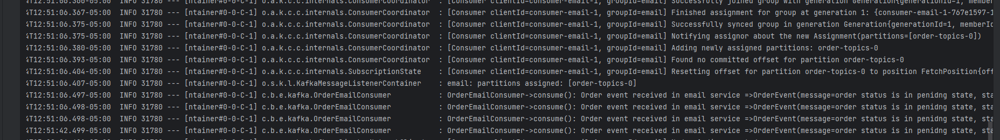 4T12:51:06.360-05:00  INFO 31780 --- [ntainer#0-0-C-1] o.a.k.c.c.internals.ConsumerCoordinator  : [Consumer clientId=consumer-email-1, groupId=email] Successfully joined group with generation Generation{generationId=1, member
4T12:51:06.367-05:00  INFO 31780 --- [ntainer#0-0-C-1] o.a.k.c.c.internals.ConsumerCoordinator  : [Consumer clientId=consumer-email-1, groupId=email] Finished assignment for group at generation 1: {consumer-email-1-767e1597-1
4T12:51:06.375-05:00  INFO 31780 --- [ntainer#0-0-C-1] o.a.k.c.c.internals.ConsumerCoordinator  : [Consumer clientId=consumer-email-1, groupId=email] Successfully synced group in generation Generation{generationId=1, memberId
4T12:51:06.375-05:00  INFO 31780 --- [ntainer#0-0-C-1] o.a.k.c.c.internals.ConsumerCoordinator  : [Consumer clientId=consumer-email-1, groupId=email] Notifying assignor about the new Assignment(partitions=[order-topics-0])
4T12:51:06.380-05:00  INFO 31780 --- [ntainer#0-0-C-1] o.a.k.c.c.internals.ConsumerCoordinator  : [Consumer clientId=consumer-email-1, groupId=email] Adding newly assigned partitions: order-topics-0
4T12:51:06.393-05:00  INFO 31780 --- [ntainer#0-0-C-1] o.a.k.c.c.internals.ConsumerCoordinator  : [Consumer clientId=consumer-email-1, groupId=email] Found no committed offset for partition order-topics-0
4T12:51:06.404-05:00  INFO 31780 --- [ntainer#0-0-C-1] o.a.k.c.c.internals.SubscriptionState    : [Consumer clientId=consumer-email-1, groupId=email] Resetting offset for partition order-topics-0 to position FetchPosition{off
4T12:51:06.407-05:00  INFO 31780 --- [ntainer#0-0-C-1] o.s.k.l.KafkaMessageListenerContainer    : email: partitions assigned: [order-topics-0]
4T12:51:06.497-05:00  INFO 31780 --- [ntainer#0-0-C-1] c.b.e.kafka.OrderEmailConsumer           : OrderEmailConsumer->consume(): Order event received in email service =>OrderEvent(message=order status is in penidng state, sta
4T12:51:06.498-05:00  INFO 31780 --- [ntainer#0-0-C-1] c.b.e.kafka.OrderEmailConsumer           : OrderEmailConsumer->consume(): Order event received in email service =>OrderEvent(message=order status is in penidng state, sta
4T12:51:06.498-05:00  INFO 31780 --- [ntainer#0-0-C-1] c.b.e.kafka.OrderEmailConsumer           : OrderEmailConsumer->consume(): Order event received in email service =>OrderEvent(message=order status is in penidng state, sta
4T12:51:42.499-05:00  INFO 31780 --- [ntainer#0-0-C-1] c.b.e.kafka.OrderEmailConsumer           : OrderEmailConsumer->consume(): Order event received in email service =>OrderEvent(message=order status is in penidng state, sta